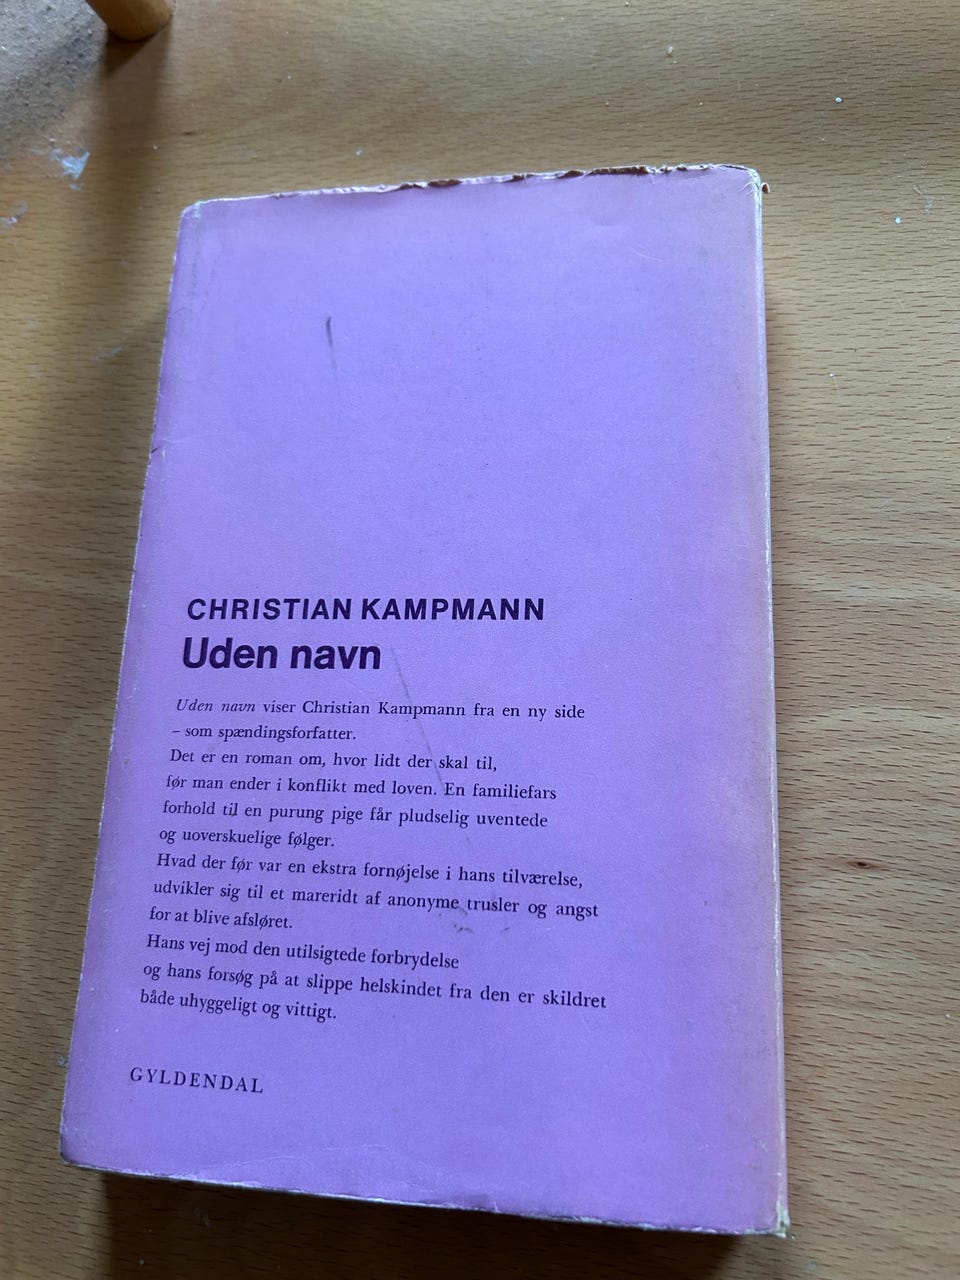 CHRISTIAN KAMPMANN
Uden navn
Uden navn viser Christian Kampmann fra en ny side
– som spændingsforfatter.
Det er en roman om, hvor lidt der skal til,
før man ender i konflikt med loven. En familiefars
forhold til en purung pige får pludselig uventede
og uoverskuelige følger.
Hvad der før var en ekstra fornøjelse i hans tilværelse,
udvikler sig til et mareridt af anonyme trusler og angst
for at blive afsløret.
Hans vej mod den utilsigtede forbrydelse
og hans forsøg på at slippe helskindet fra den er skildret
både uhyggeligt og vittigt.
GYLDENDAL